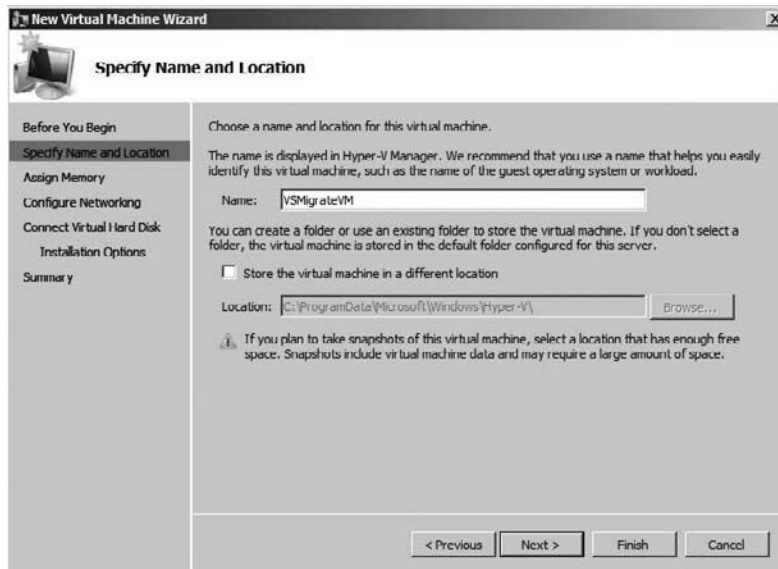 New Virtual Machine Wizard
X
Specify Name and Location
Before You Begin
Specify Name and Location
Assign Memory
Configure Networking
Connect Virtual Hard Disk
Installation Options
Summary
Choose a name and location for this virtual machine.
The name is displayed in Hyper-V Manager. We recommend that you use a name that helps you easily
identify this virtual machine, such as the name of the guest operating system or workload.
Name: VSMigrateVM
You can create a folder or use an existing folder to store the virtual machine. If you don't select a
folder, the virtual machine is stored in the default folder configured for this server.
Store the virtual machine in a different location
Location: C:\ProgramData\Microsoft\Windows\Hyper-V\ Browse...
If you plan to take snapshots of this virtual machine, select a location that has enough free
space. Snapshots include virtual machine data and may require a large amount of space.
< Previous Next > Finish Cancel